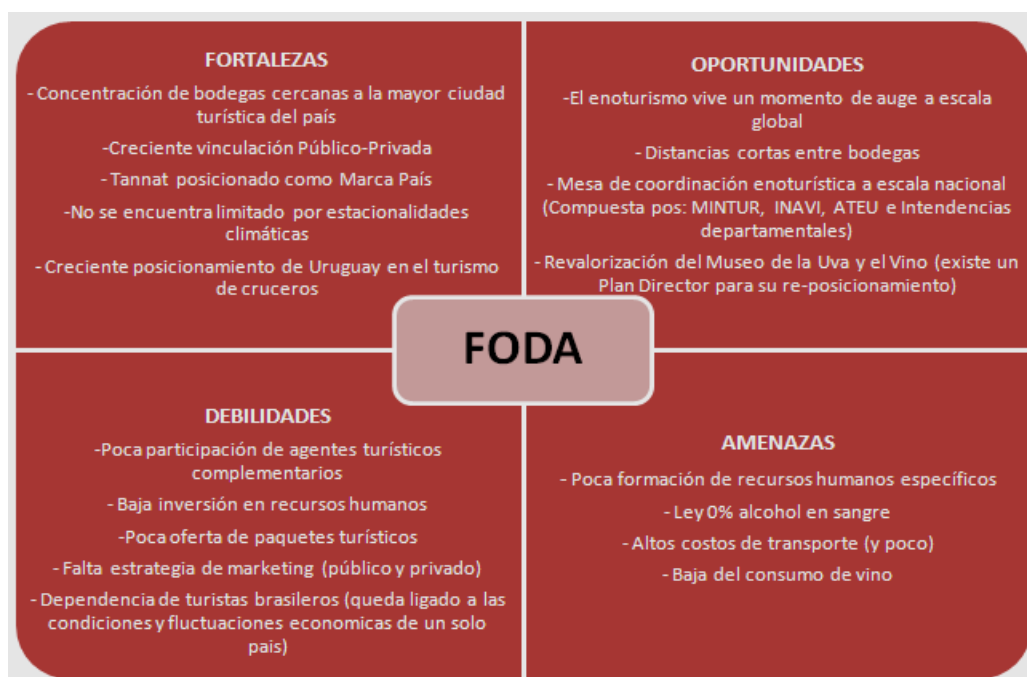 FORTALEZAS
- Concentración de bodegas cercanas a la mayor ciudad
turística del país
-Creciente vinculación Público-Privada
- Tannat posicionado como Marca País
-No se encuentra limitado por estacionalidades
climáticas
- Creciente posicionamiento de Uruguay en el turismo
de cruceros
OPORTUNIDADES
-El enoturismo vive un momento de auge a escala
global
- Distancias cortas entre bodegas
- Mesa de coordinación enoturística a escala nacional
(Compuesta pos: MINTUR, INAVI, ATEU e Intendencias
departamentales)
- Revalorización del Museo de la Uva y el Vino (existe un
Plan Director para su re-posicionamiento)
FODA
DEBILIDADES
-Poca participación de agentes turísticos
complementarios
- Baja inversión en recursos humanos
-Poca oferta de paquetes turísticos
- Falta estrategia de marketing (público y privado)
- Dependencia de turistas brasileros (queda ligado a las
condiciones y fluctuaciones economicas de un solo
pais)
AMENAZAS
- Poca formación de recursos humanos específicos
- Ley 0% alcohol en sangre
- Altos costos de transporte (y poco)
- Baja del consumo de vino